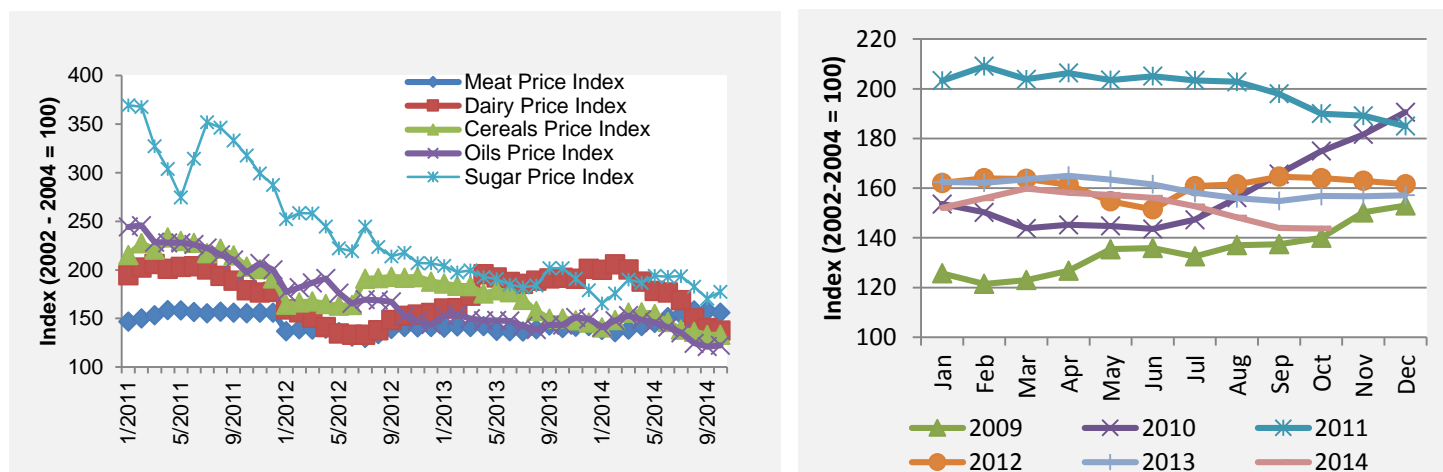 Index (2002 - 2004 = 100)
400
350
300
250
200
150
100
Meat Price Index
Dairy Price Index
Cereals Price Index
Oils Price Index
Sugar Price Index
1/2011
5/2011
9/2011
1/2012
5/2012
9/2012
1/2013
5/2013
9/2013
1/2014
5/2014
9/2014
Index (2002-2004 = 100)
220
200
180
160
140
120
100
Jan
Feb
Mar
Apr
May
Jun
Jul
Aug
Sep
Oct
Nov
Dec
2009 2010 2011
2012 2013 2014